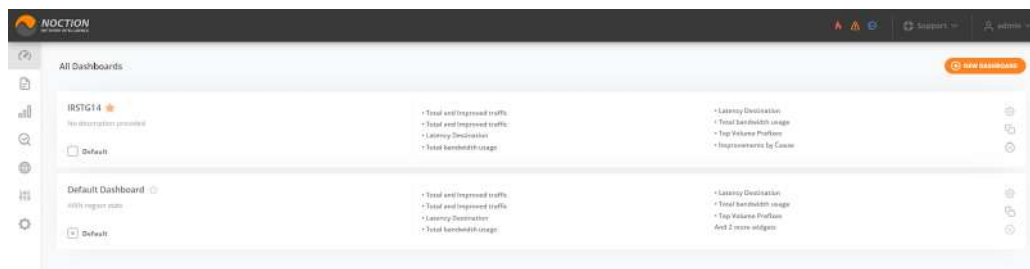 NOCTION
NETWORK INTELLIGENCE
Support
admin
All Dashboards
NEW DASHBOARD
IRSTG14
No description provided
Default
• Total and Improved traffic
• Total and Improved traffic
• Latency Destination
• Total bandwidth usage
• Latency Destination
• Total bandwidth usage
• Top Volume Prefixes
• Improvements by Cause
Default Dashboard
With region stats
Default
• Total and Improved traffic
• Total and Improved traffic
• Latency Destination
• Total bandwidth usage
• Latency Destination
• Total bandwidth usage
• Top Volume Prefixes
And 2 more widgets